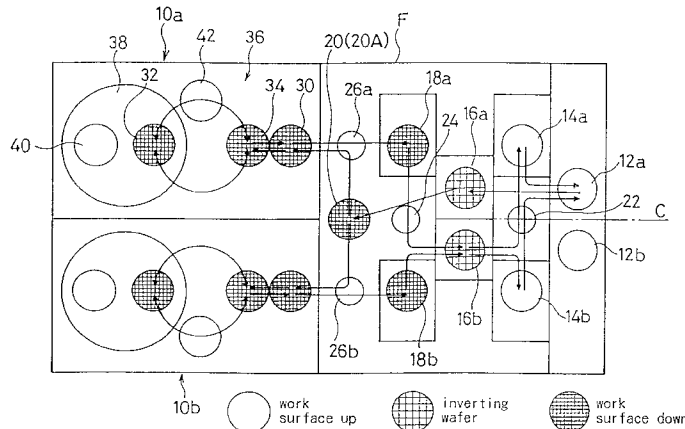 10a
F
38
32
42
36
34
30
20(20A)
26a
18a
24
16a
14a
12a
40
22
C
12b
26b
18b
16b
14b
10b
work
surface up
inverting
wafer
work
surface down